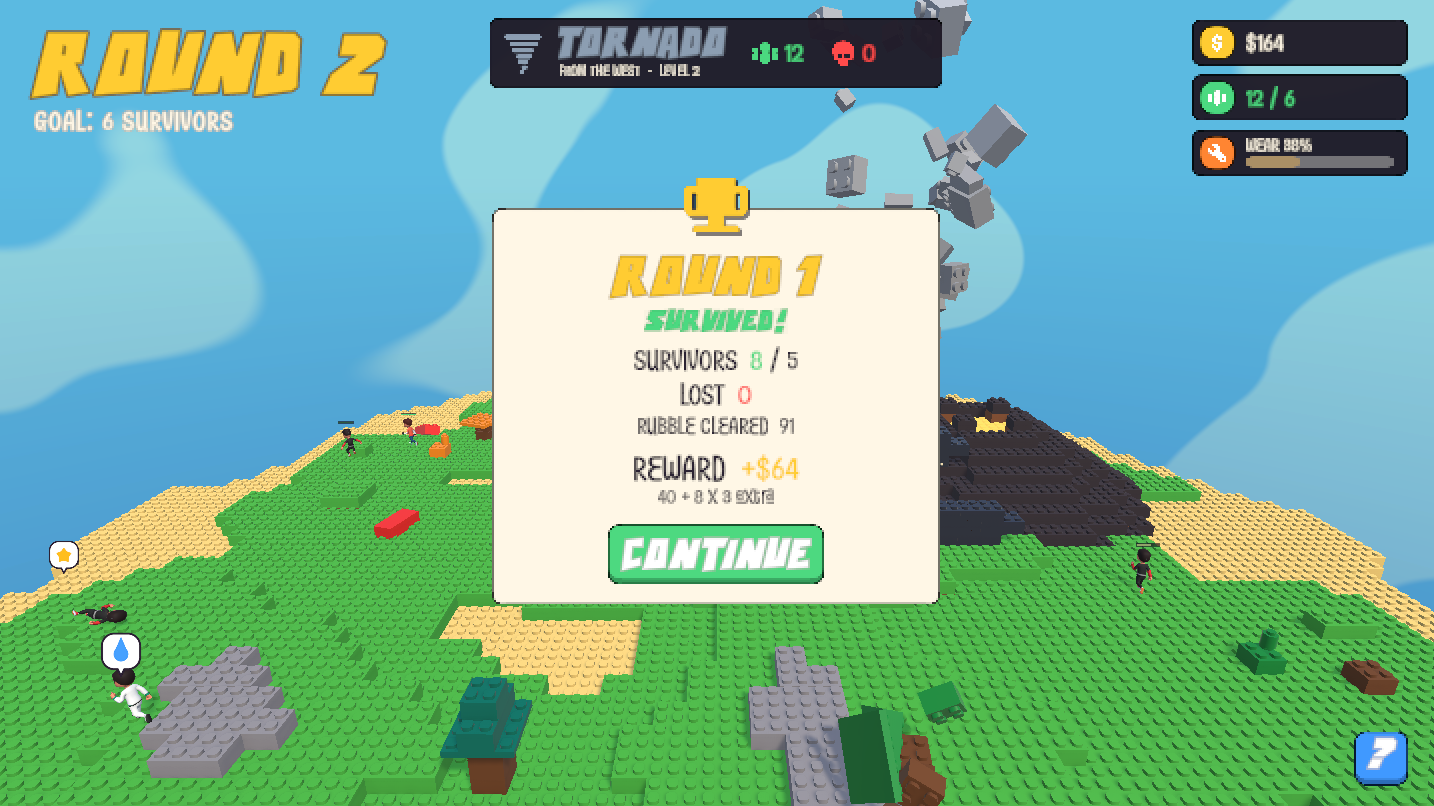 ROUND 2
GOAL: 6 SURVIVORS
TORNADO
FROM THE WEST - LEVEL 2
12
0
$164
12 / 6
WEAR 88%
ROUND 1
SURVIVED!
SURVIVORS 8 / 5
LOST 0
RUBBLE CLEARED 91
REWARD +$64
40 + 8 X 3 extra
CONTINUE
?